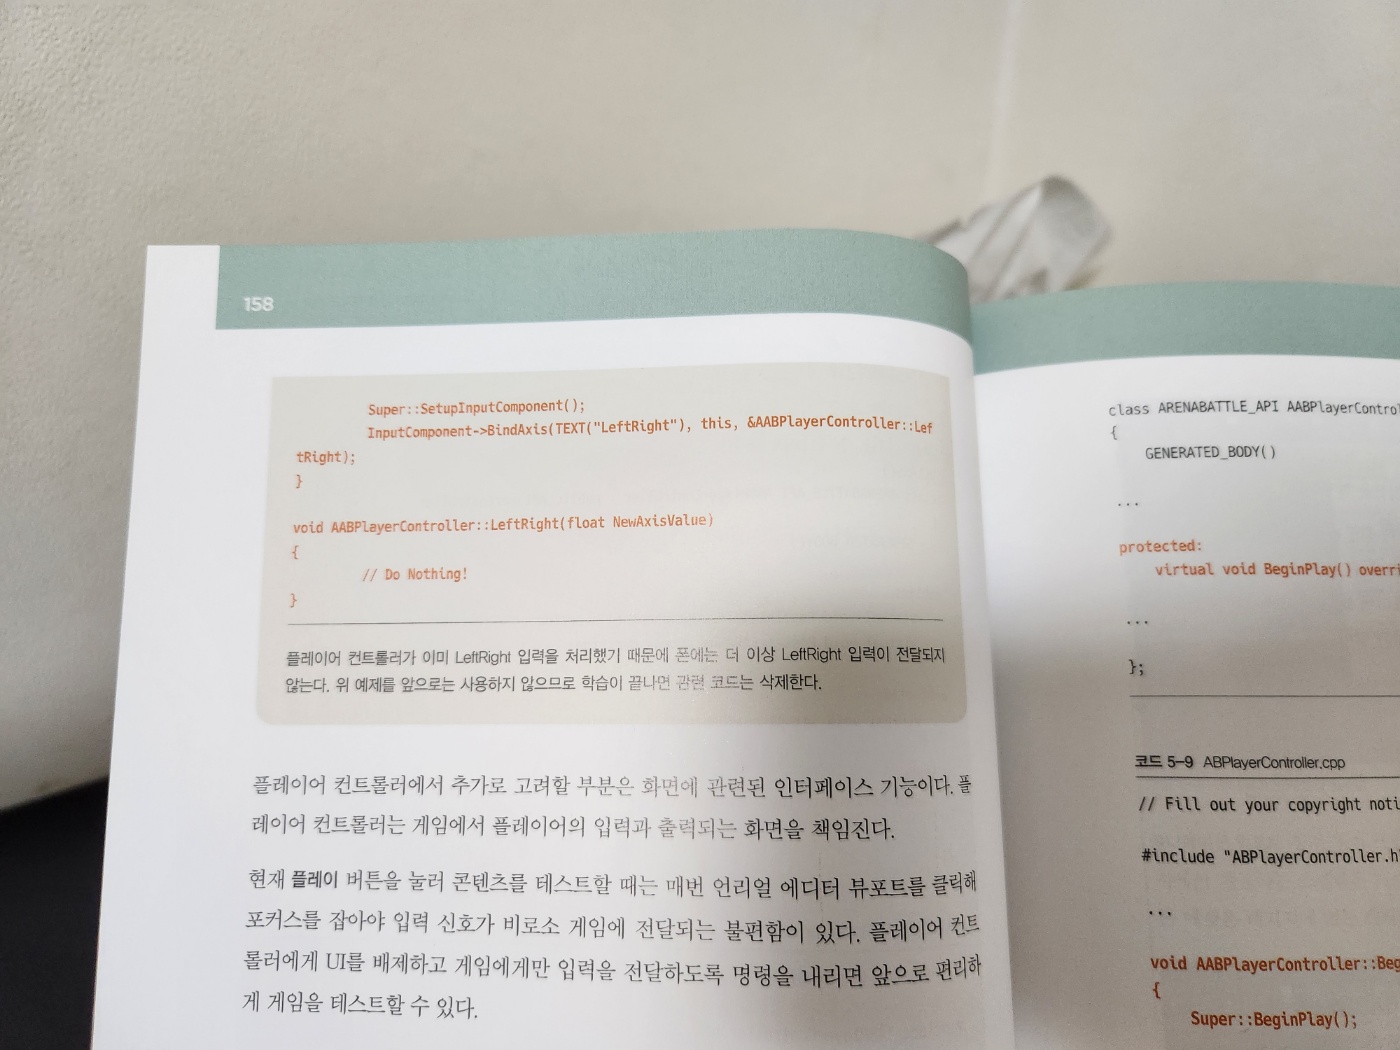 158
Super::SetupInputComponent();
InputComponent->BindAxis(TEXT("LeftRight"), this, &AABPlayerController::Lef
tRight);
}
void AABPlayerController::LeftRight(float NewAxisValue)
{
// Do Nothing!
}
플레이어 컨트롤러가 이미 LeftRight 입력을 처리했기 때문에 폰에는 더 이상 LeftRight 입력이 전달되지
않는다. 위 예제를 앞으로는 사용하지 않으므로 학습이 끝나면 관련 코드는 삭제한다.
플레이어 컨트롤러에서 추가로 고려할 부분은 화면에 관련된 인터페이스 기능이다. 플
레이어 컨트롤러는 게임에서 플레이어의 입력과 출력되는 화면을 책임진다.
현재 플레이 버튼을 눌러 콘텐츠를 테스트할 때는 매번 언리얼 에디터 뷰포트를 클릭해
포커스를 잡아야 입력 신호가 비로소 게임에 전달되는 불편함이 있다. 플레이어 컨트
롤러에게 UI를 배제하고 게임에게만 입력을 전달하도록 명령을 내리면 앞으로 편리하
게 게임을 테스트할 수 있다.
class ARENABATTLE_API AABPlayerContro
{
GENERATED_BODY()
...
protected:
virtual void BeginPlay() overri
...
};
코드 5-9 ABPlayerController.cpp
// Fill out your copyright noti
#include "ABPlayerController.h
...
void AABPlayerController::Beg
{
Super::BeginPlay();